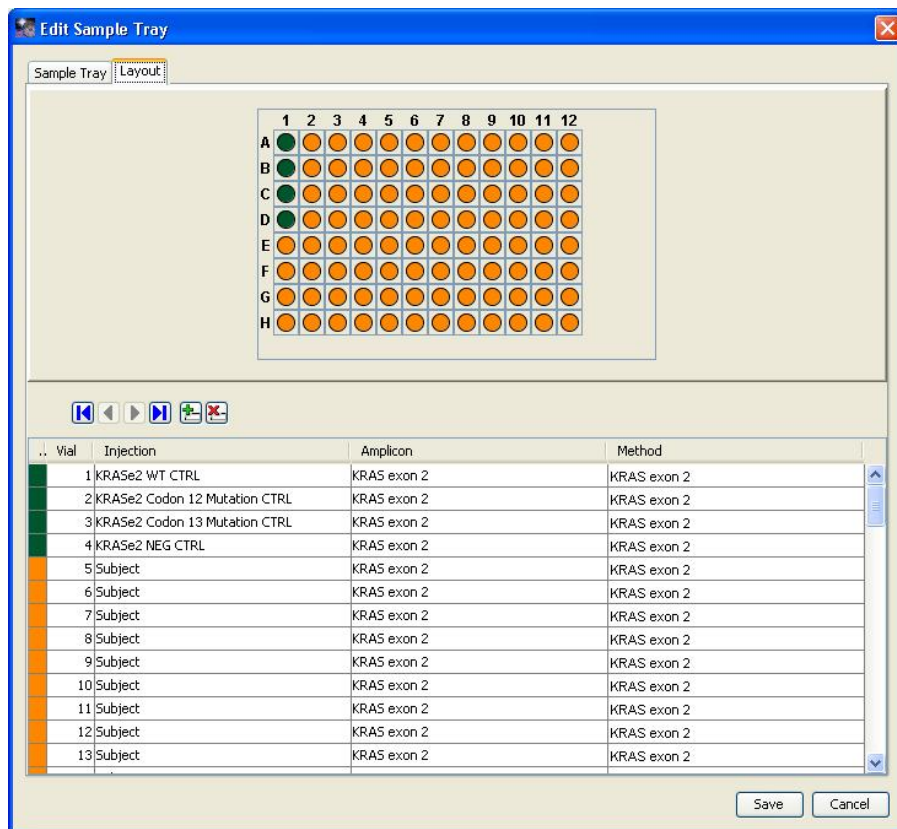 Edit Sample Tray
Sample Tray Layout
1 2 3 4 5 6 7 8 9 10 11 12
A
B
C
D
E
F
G
H
.. Vial Injection Amplicon Method
1 KRASe2 WT CTRL KRAS exon 2 KRAS exon 2
2 KRASe2 Codon 12 Mutation CTRL KRAS exon 2 KRAS exon 2
3 KRASe2 Codon 13 Mutation CTRL KRAS exon 2 KRAS exon 2
4 KRASe2 NEG CTRL KRAS exon 2 KRAS exon 2
5 Subject KRAS exon 2 KRAS exon 2
6 Subject KRAS exon 2 KRAS exon 2
7 Subject KRAS exon 2 KRAS exon 2
8 Subject KRAS exon 2 KRAS exon 2
9 Subject KRAS exon 2 KRAS exon 2
10 Subject KRAS exon 2 KRAS exon 2
11 Subject KRAS exon 2 KRAS exon 2
12 Subject KRAS exon 2 KRAS exon 2
13 Subject KRAS exon 2 KRAS exon 2
Save Cancel